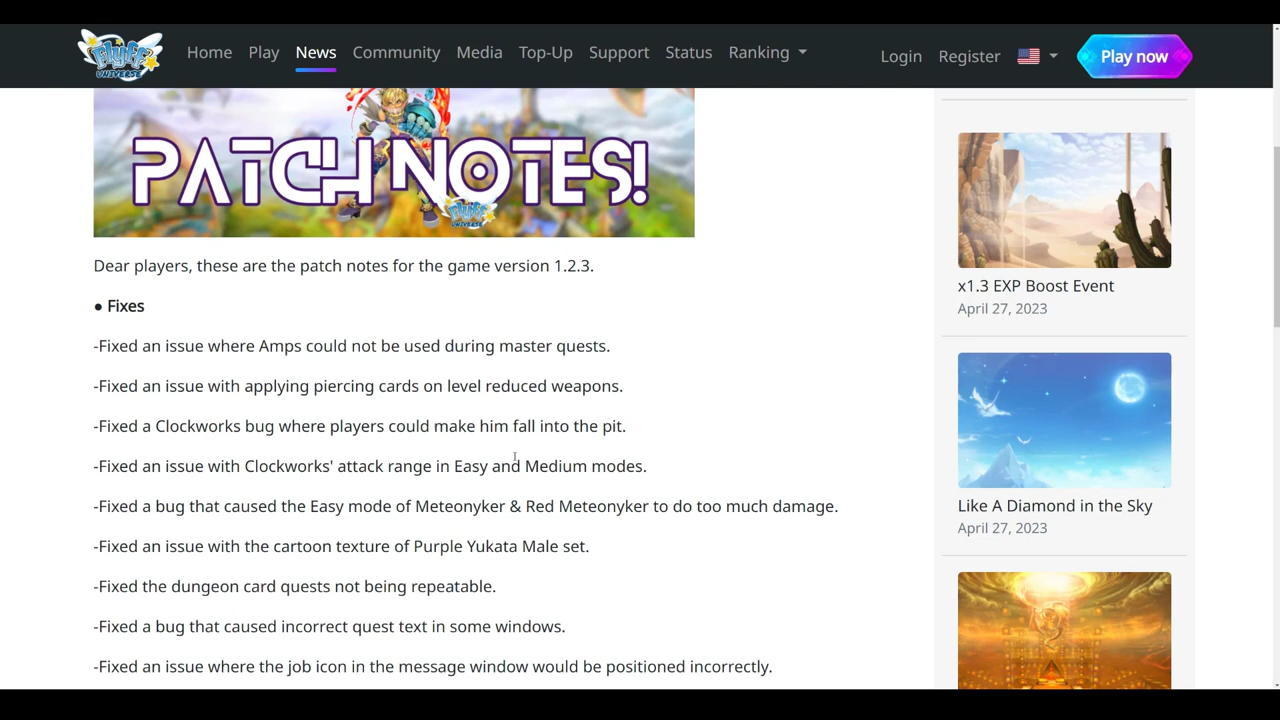 Flyff
UNIVERSE
Home Play News Community Media Top-Up Support Status Ranking Login Register Play now
PATCH NOTES!
Flyff
UNIVERSE
Dear players, these are the patch notes for the game version 1.2.3.
● Fixes
-Fixed an issue where Amps could not be used during master quests.
-Fixed an issue with applying piercing cards on level reduced weapons.
-Fixed a Clockworks bug where players could make him fall into the pit.
-Fixed an issue with Clockworks' attack range in Easy and Medium modes.
-Fixed a bug that caused the Easy mode of Meteonyker & Red Meteonyker to do too much damage.
-Fixed an issue with the cartoon texture of Purple Yukata Male set.
-Fixed the dungeon card quests not being repeatable.
-Fixed a bug that caused incorrect quest text in some windows.
-Fixed an issue where the job icon in the message window would be positioned incorrectly.
x1.3 EXP Boost Event
April 27, 2023
Like A Diamond in the Sky
April 27, 2023